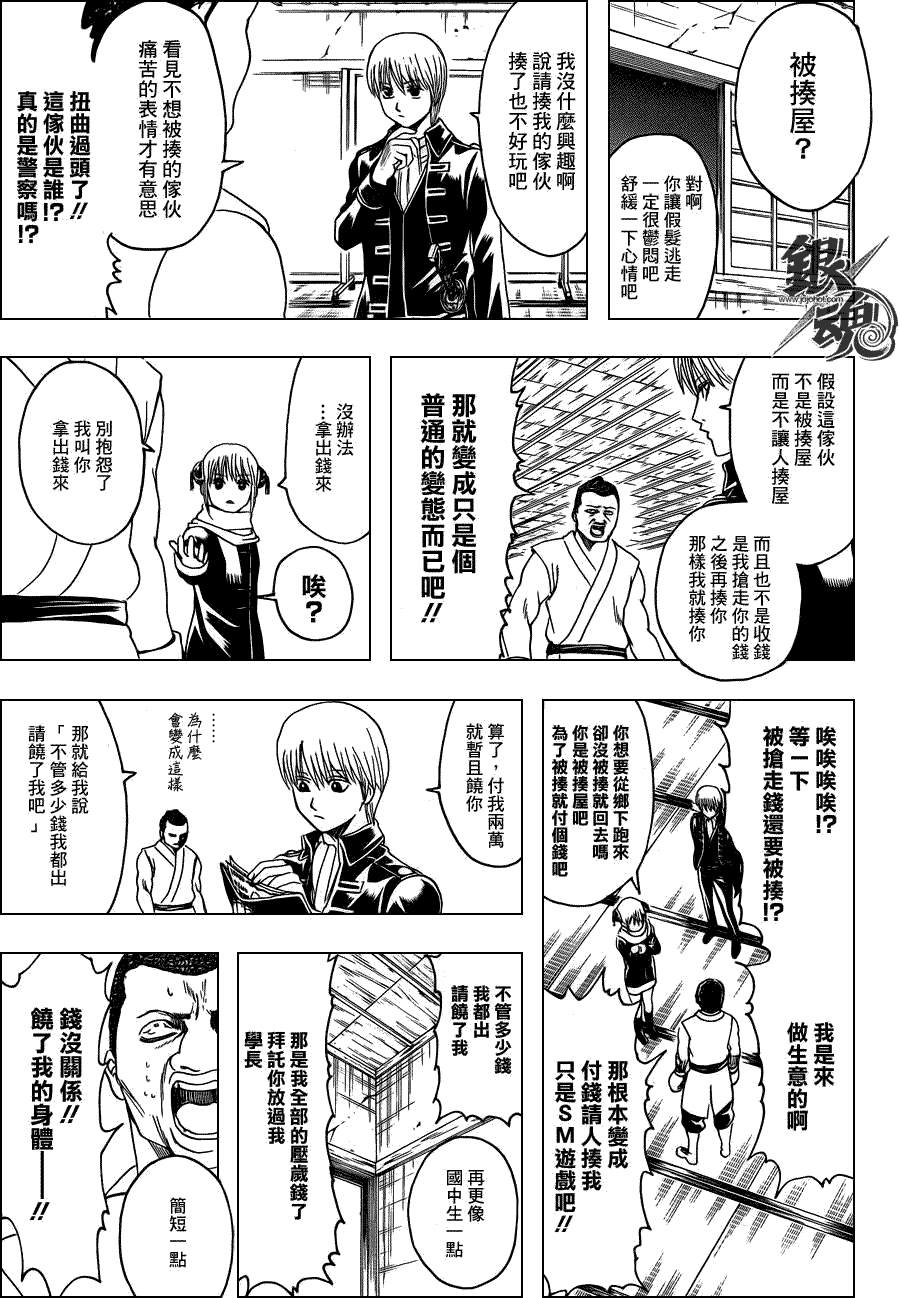 被揍屋？
對啊
你讓假髮逃走
一定很鬱悶吧
舒緩一下心情吧
銀魂
www.jojohot.com
我沒什麼興趣啊
說請揍我的傢伙
揍了也不好玩吧
看見不想被揍的傢伙
痛苦的表情才有意思
扭曲過頭了!!
這傢伙是誰!?
真的是警察嗎!?
假設這傢伙
不是被揍屋
而是不讓人揍屋
而且也不是收錢
是我搶走你的錢
之後再揍你
那樣我就揍你
那就變成只是個
普通的變態而已吧!!
沒辦法
…拿出錢來
唉？
別抱怨了
我叫你
拿出錢來
唉唉唉唉!?
等一下
被搶走錢還要被揍!?
你想要從鄉下跑來
卻沒被揍就回去嗎
你是被揍屋吧
為了被揍就付個錢吧
我是來
做生意的啊
那根本變成
付錢請人揍我
只是SM遊戲吧!!
算了，付我兩萬
就暫且饒你
……
為什麼
會變成這樣
那就給我說
「不管多少錢我都出
請饒了我吧」
不管多少錢
我都出
請饒了我
那是我全部的壓歲錢了
拜託你放過我
學長
再更像
國中生一點
錢沒關係!!
饒了我的身體——!!
簡短一點